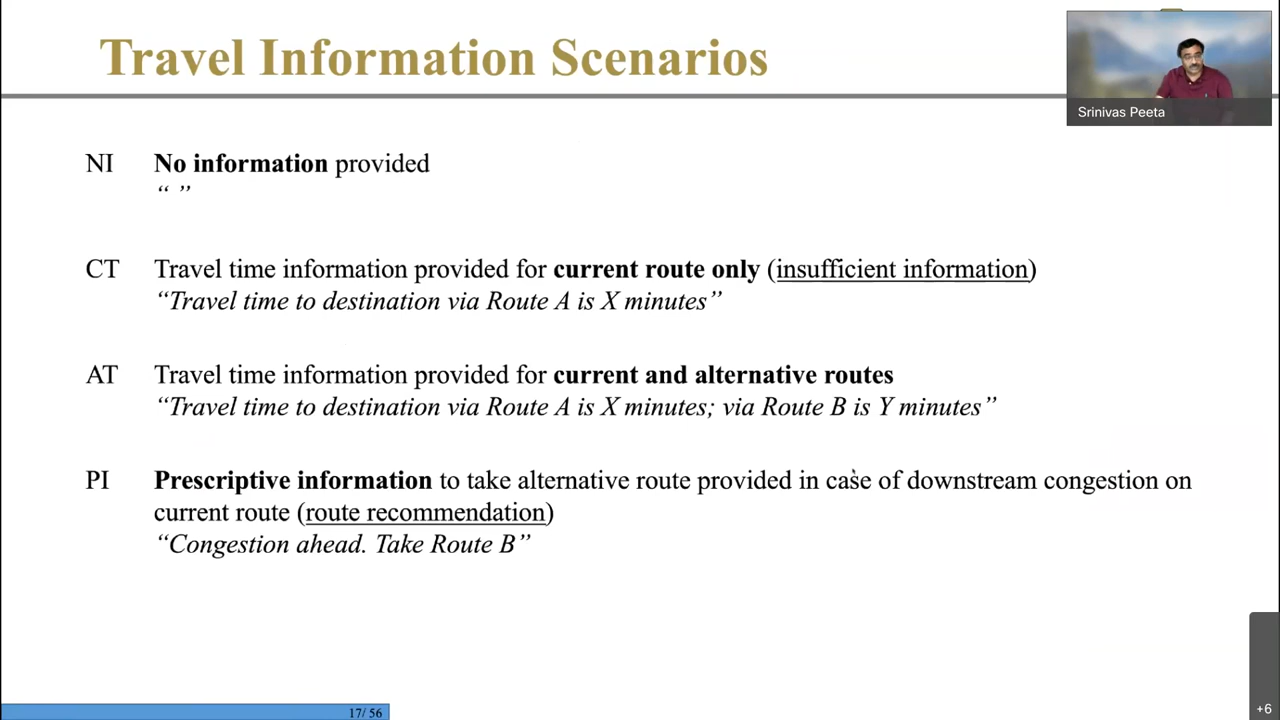 Travel Information Scenarios
Srinivas Peeta
NI No information provided
“ ”
CT Travel time information provided for current route only (insufficient information)
“Travel time to destination via Route A is X minutes”
AT Travel time information provided for current and alternative routes
“Travel time to destination via Route A is X minutes; via Route B is Y minutes”
PI Prescriptive information to take alternative route provided in case of downstream congestion on
current route (route recommendation)
“Congestion ahead. Take Route B”
17/ 56
+6